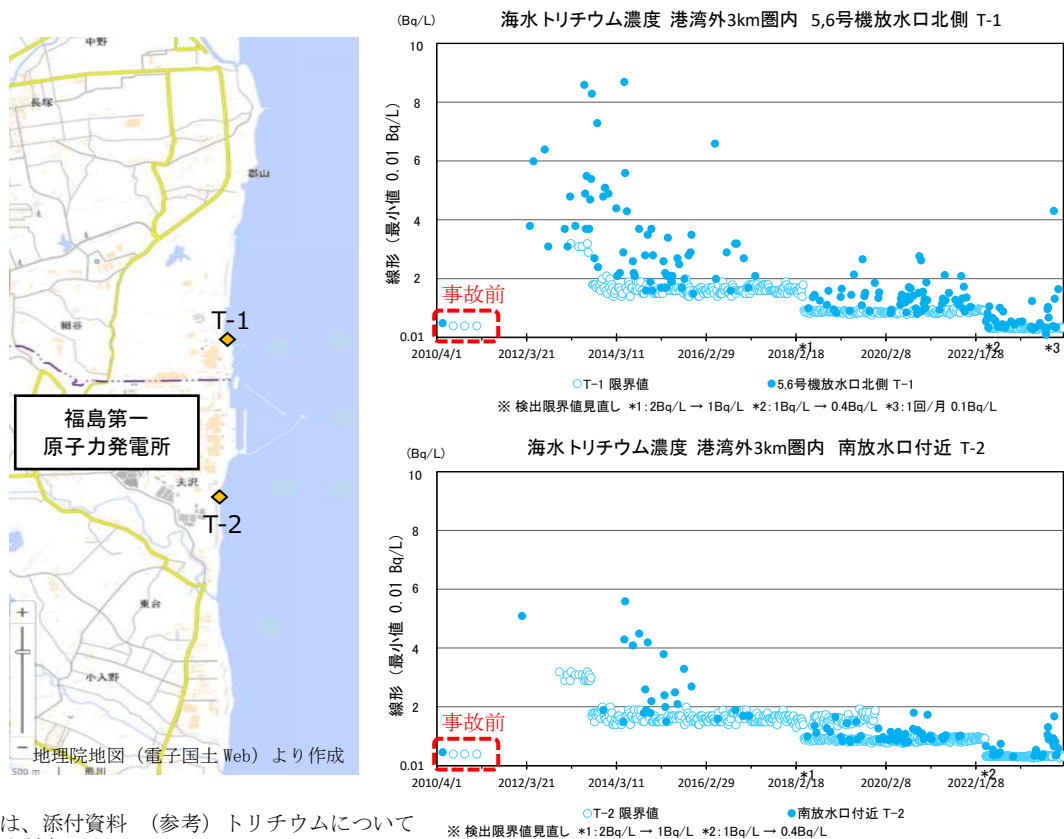 中野
長塚
郡山
細谷
T-1
福島第一
原子力発電所
夫沢
T-2
東台
小入野
熊川
500 m
地理院地図（電子国土 Web）より作成
は、添付資料　（参考）トリチウムについて
(Bq/L)
海水トリチウム濃度 港湾外3km圏内 5,6号機放水口北側 T-1
線形（最小値 0.01 Bq/L）
10
8
6
4
2
0.01
事故前
2010/4/1
2012/3/21
2014/3/11
2016/2/29
2018/2/18
2020/2/8
2022/1/28
*1
*2
*3
T-1 限界値
5,6号機放水口北側 T-1
※ 検出限界値見直し *1:2Bq/L → 1Bq/L *2:1Bq/L → 0.4Bq/L *3:1回/月 0.1Bq/L
(Bq/L)
海水トリチウム濃度 港湾外3km圏内 南放水口付近 T-2
線形（最小値 0.01 Bq/L）
10
8
6
4
2
0.01
事故前
2010/4/1
2012/3/21
2014/3/11
2016/2/29
2018/2/18
2020/2/8
2022/1/28
*1
*2
T-2 限界値
南放水口付近 T-2
※ 検出限界値見直し *1:2Bq/L → 1Bq/L *2:1Bq/L → 0.4Bq/L